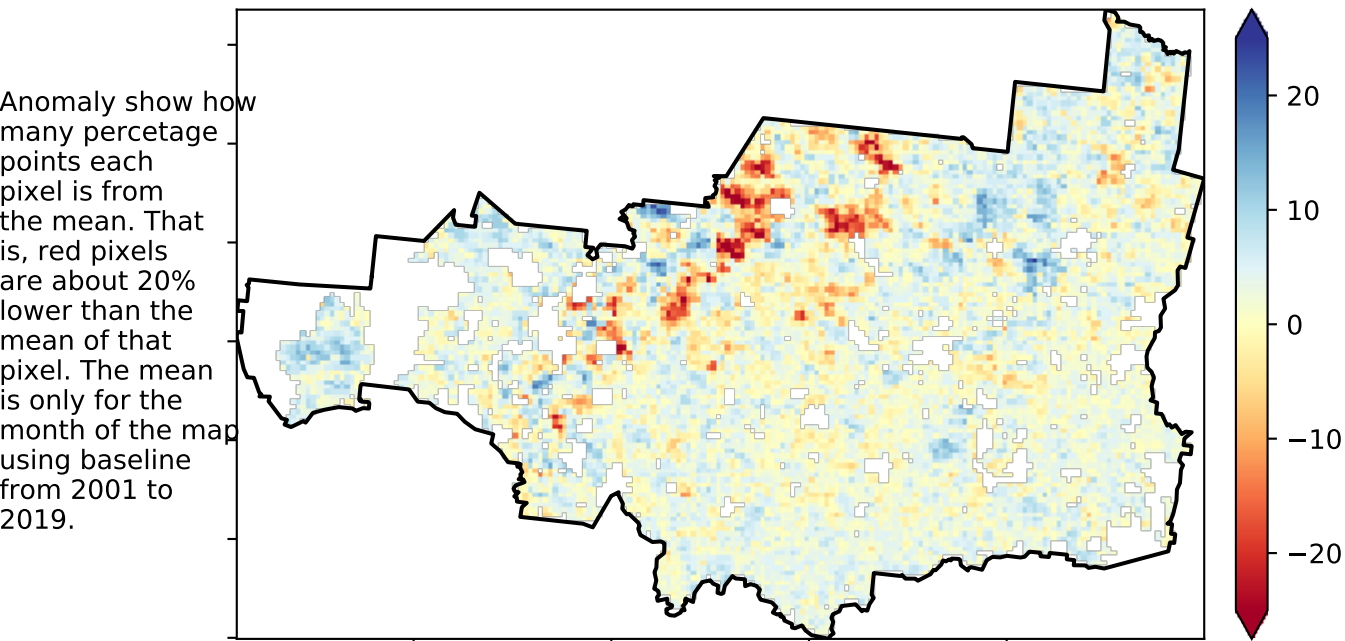 Anomaly show how
many percetage
points each
pixel is from
the mean. That
is, red pixels
are about 20%
lower than the
mean of that
pixel. The mean
is only for the
month of the map
using baseline
from 2001 to
2019.
20
10
0
−10
−20